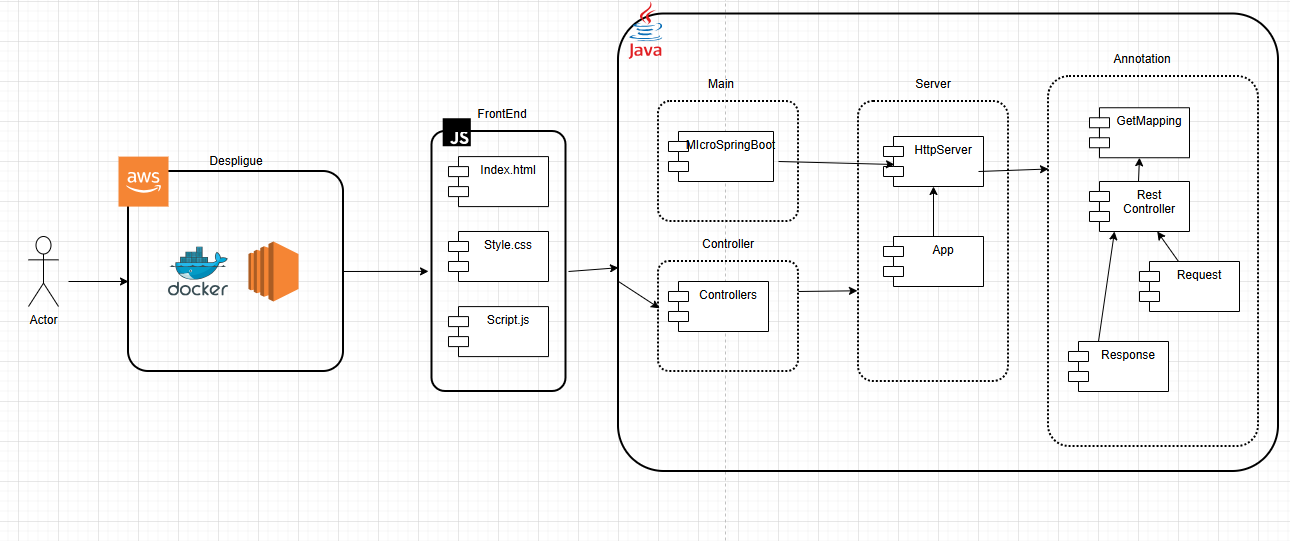 Actor
Despligue
aws
docker
FrontEnd
JS
Index.html
Style.css
Script.js
Java
Main
MIcroSpringBoot
Controller
Controllers
Server
HttpServer
App
Annotation
GetMapping
Rest
Controller
Request
Response